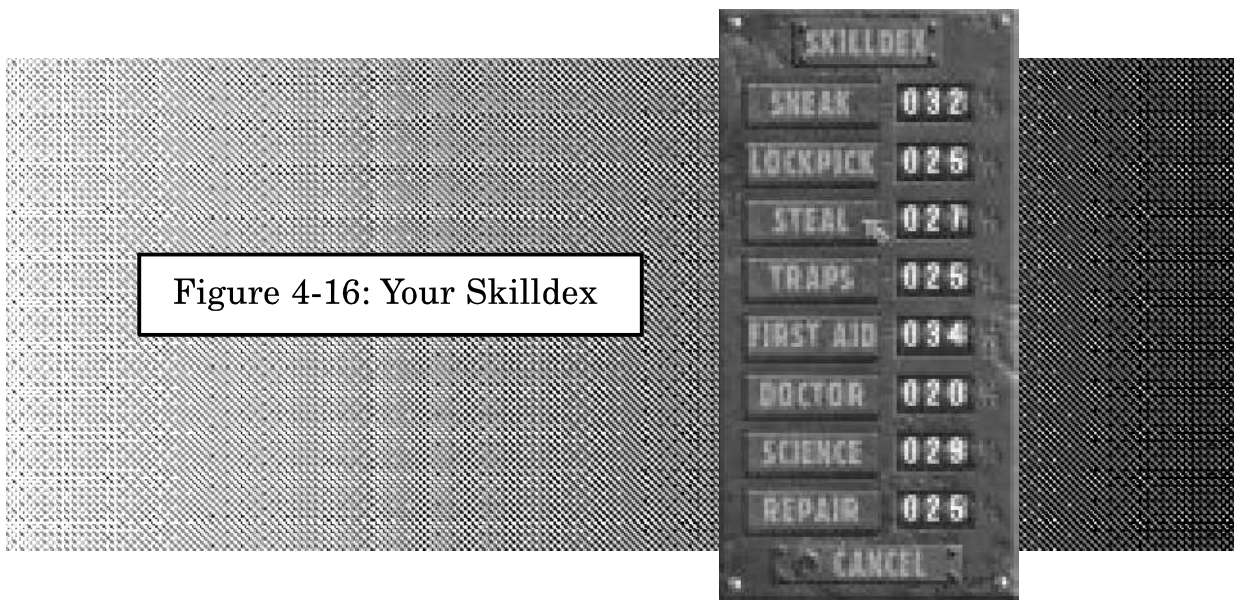 SKILLDEX
SNEAK 032 %
LOCKPICK 025 %
STEAL 027 %
TRAPS 025 %
Figure 4-16: Your Skilldex
FIRST AID 034 %
DOCTOR 020 %
SCIENCE 029 %
REPAIR 025 %
CANCEL